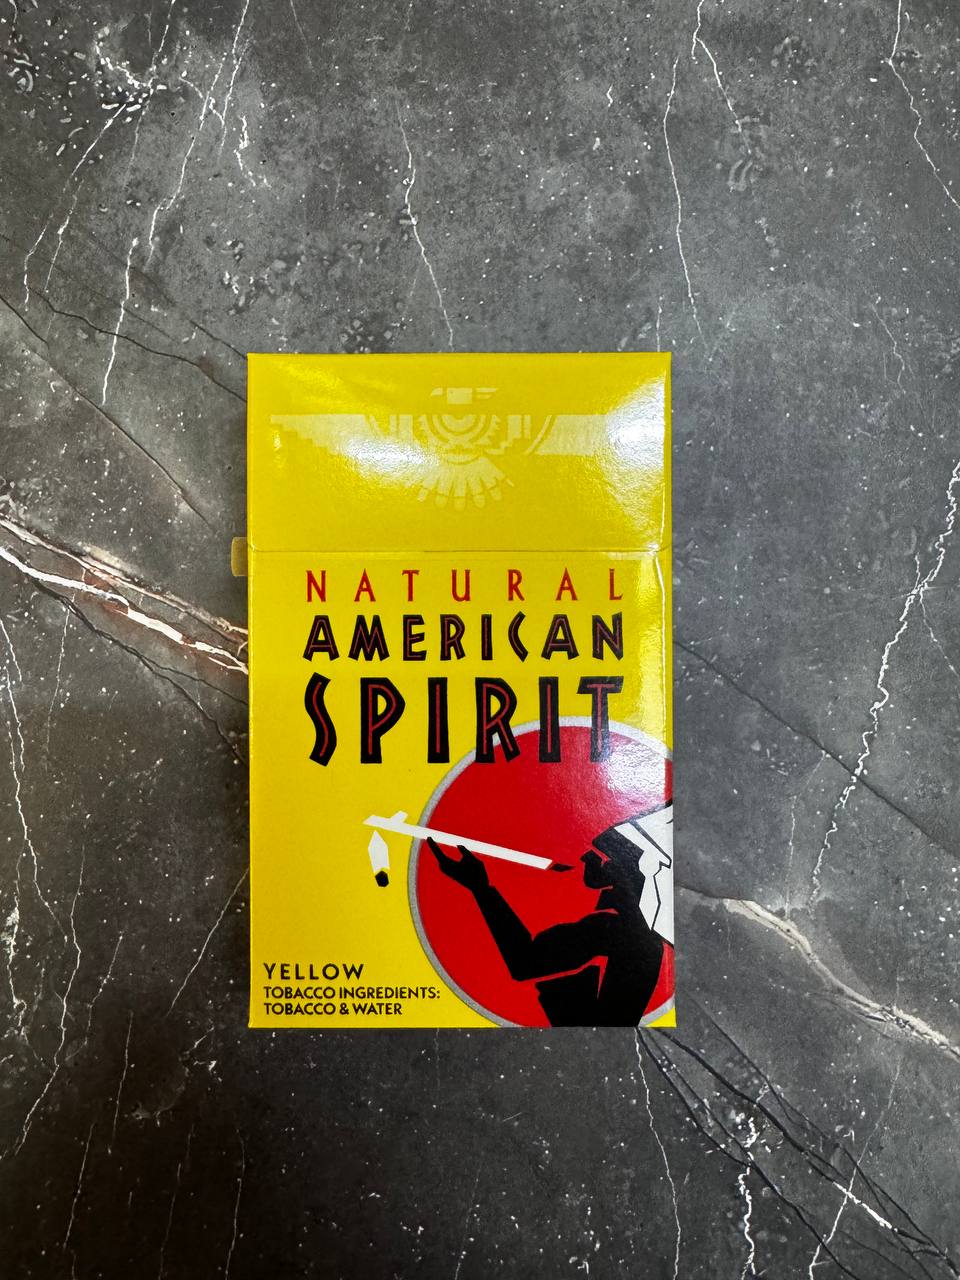 NATURAL
AMERICAN
SPIRIT
YELLOW
TOBACCO INGREDIENTS:
TOBACCO & WATER